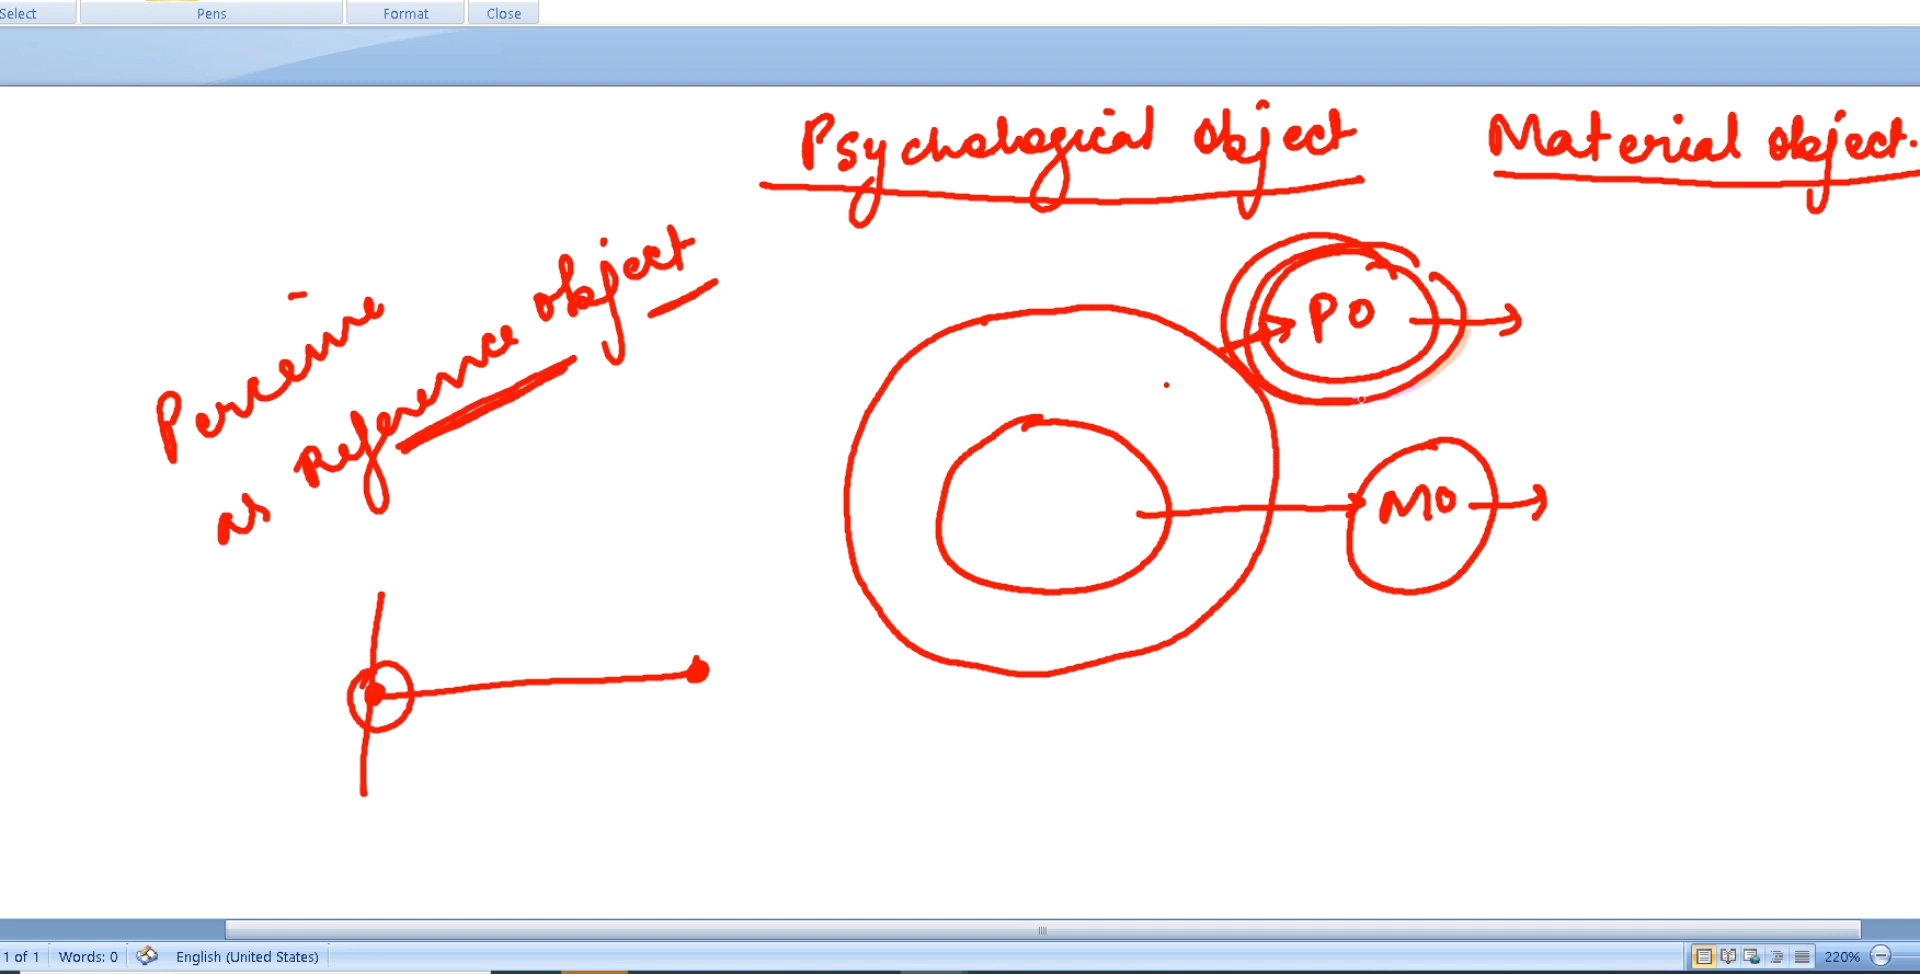 Select Pens Format Close
Psychological object Material object.
Perceive
as Reference object
PO
MO
1 of 1 Words: 0 English (United States) 220%